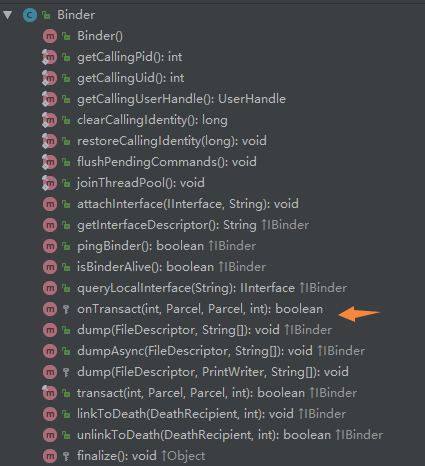 Binder
Binder()
getCallingPid(): int
getCallingUid(): int
getCallingUserHandle(): UserHandle
clearCallingIdentity(): long
restoreCallingIdentity(long): void
flushPendingCommands(): void
joinThreadPool(): void
attachInterface(IInterface, String): void
getInterfaceDescriptor(): String ↑IBinder
pingBinder(): boolean ↑IBinder
isBinderAlive(): boolean ↑IBinder
queryLocalInterface(String): IInterface ↑IBinder
onTransact(int, Parcel, Parcel, int): boolean
dump(FileDescriptor, String[]): void ↑IBinder
dumpAsync(FileDescriptor, String[]): void ↑IBinder
dump(FileDescriptor, PrintWriter, String[]): void
transact(int, Parcel, Parcel, int): boolean ↑IBinder
linkToDeath(DeathRecipient, int): void ↑IBinder
unlinkToDeath(DeathRecipient, int): boolean ↑IBinder
finalize(): void ↑Object